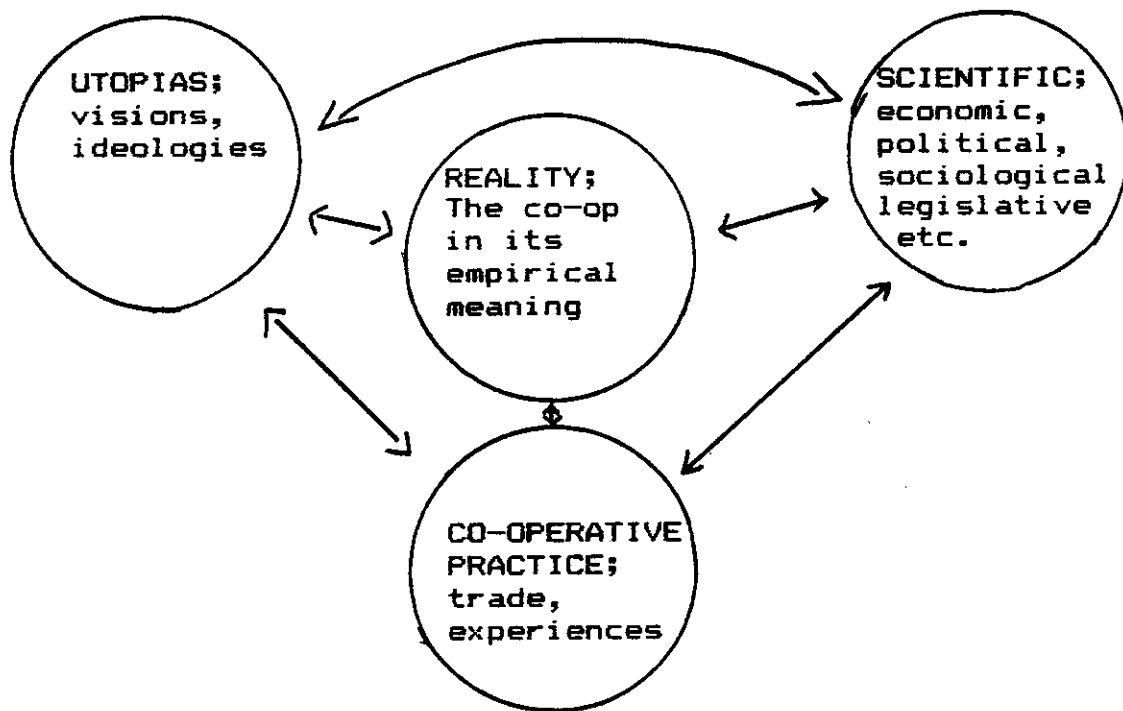 UTOPIAS;
visions,
ideologies
SCIENTIFIC;
economic,
political,
sociological
legislative
etc.
REALITY;
The co-op
in its
empirical
meaning
CO-OPERATIVE
PRACTICE;
trade,
experiences